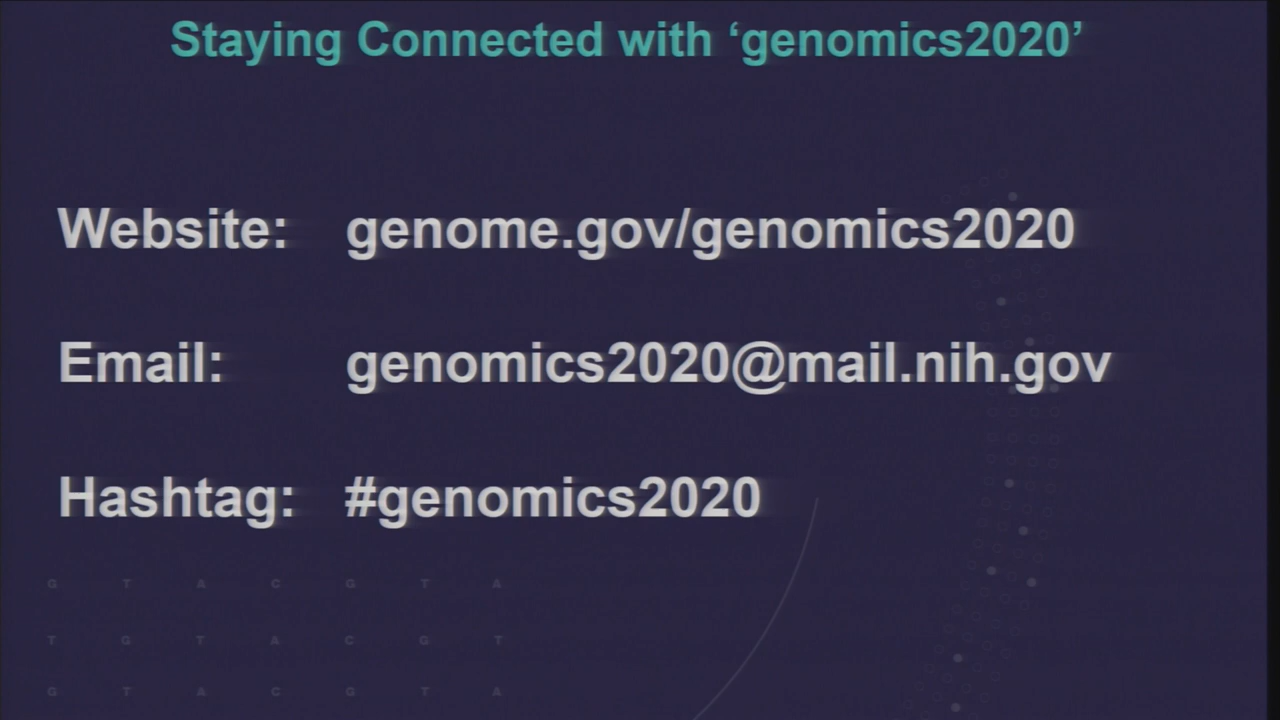 Staying Connected with ‘genomics2020’
Website: genome.gov/genomics2020
Email: genomics2020@mail.nih.gov
Hashtag: #genomics2020
G T A C G T A
T G T A C G T
G T A C G T A